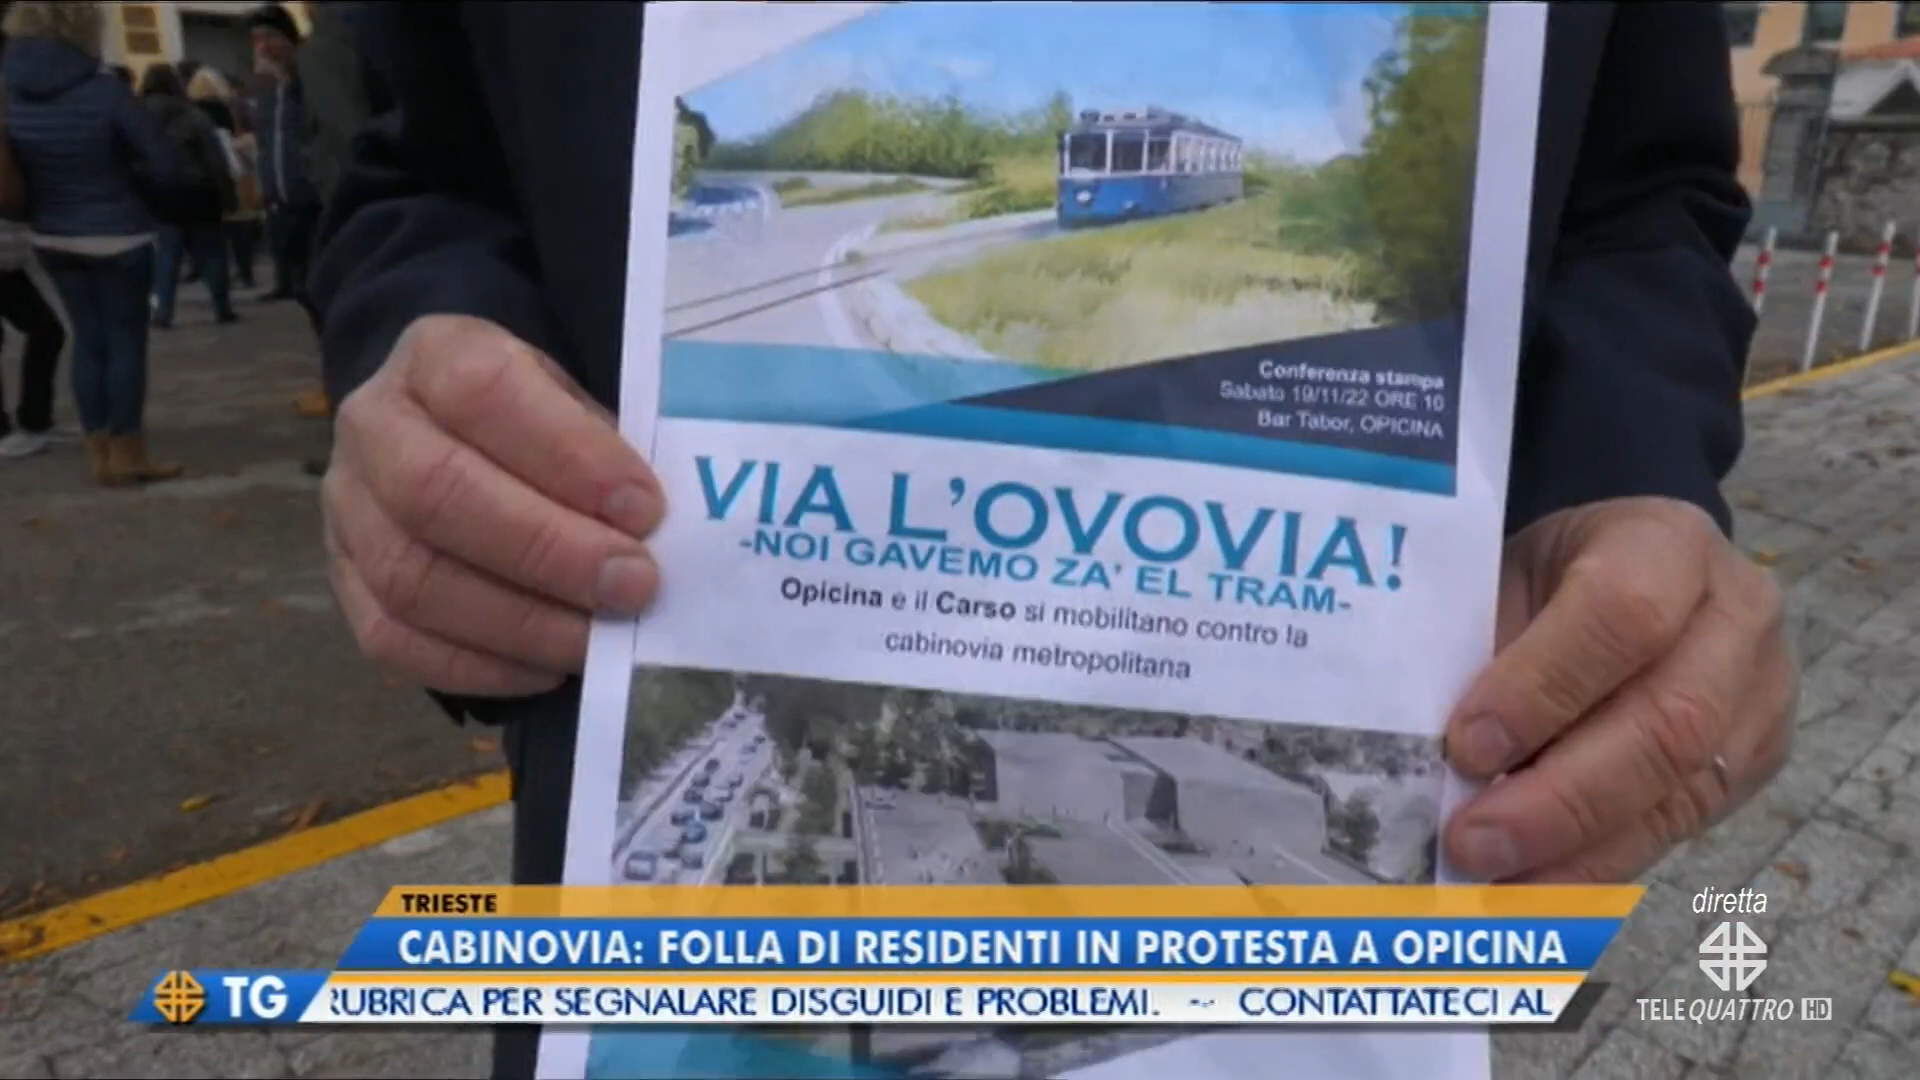 Conferenza stampa
Sabato 19/11/22 ORE 10
Bar Tabor, OPICINA
VIA L'OVOVIA!
-NOI GAVEMO ZA' EL TRAM-
Opicina e il Carso si mobilitano contro la
cabinovia metropolitana
TRIESTE
CABINOVIA: FOLLA DI RESIDENTI IN PROTESTA A OPICINA
TG
RUBRICA PER SEGNALARE DISGUIDI E PROBLEMI. -- CONTATTATECI AL
diretta
TELEQUATTRO HD